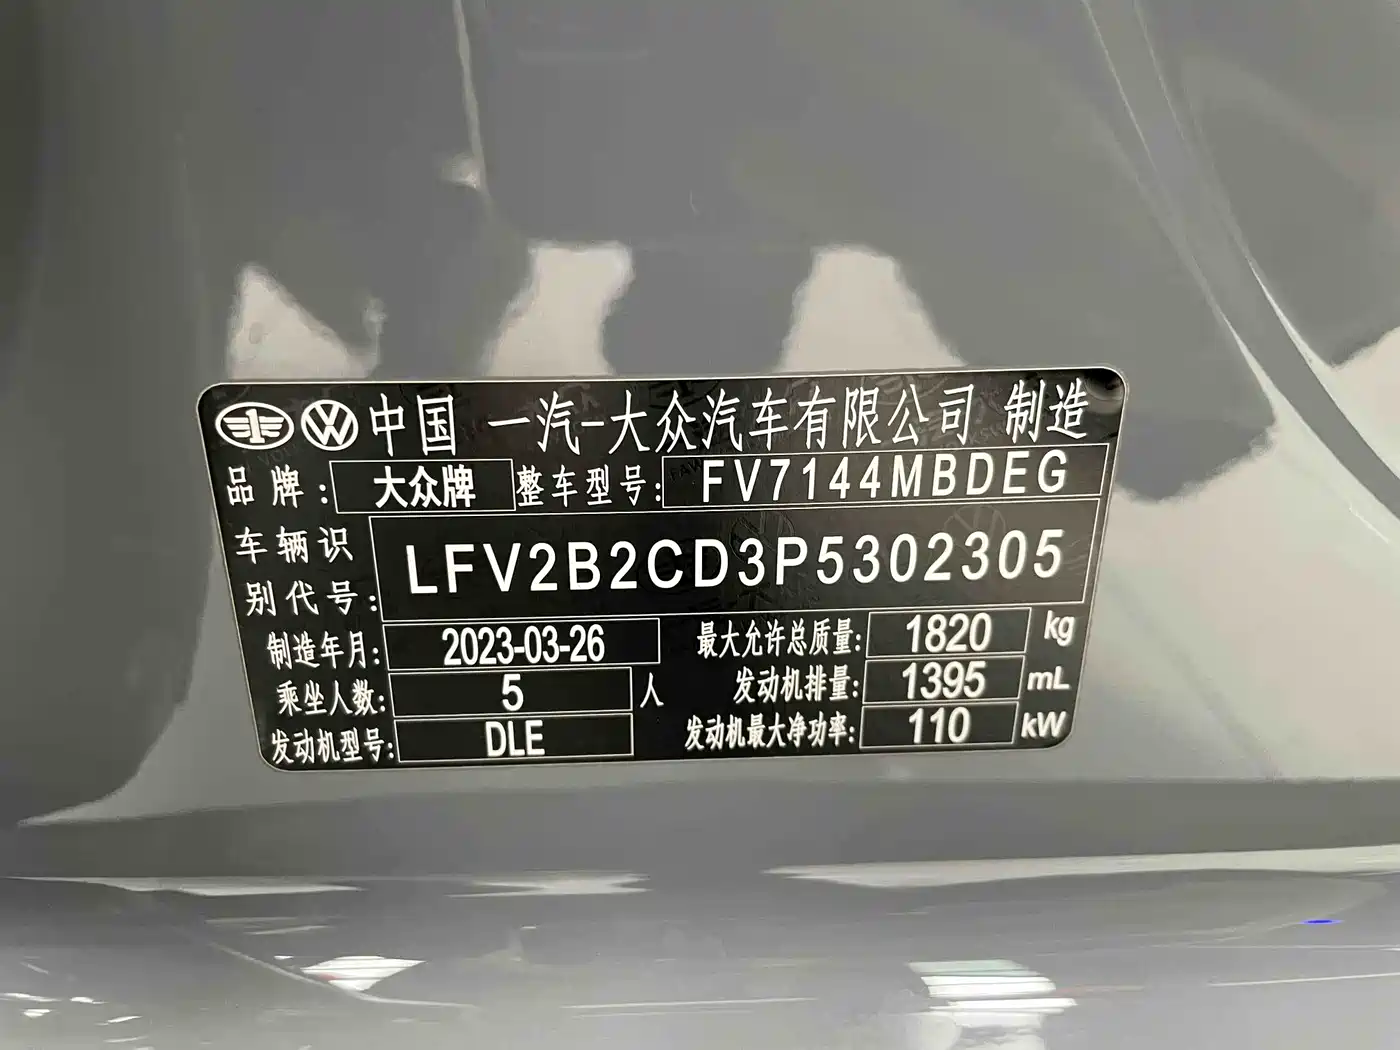 中国 一汽-大众汽车有限公司 制造
品牌: 大众牌 整车型号: FV7144MBDEG
车辆识别代号: LFV2B2CD3P5302305
制造年月: 2023-03-26 最大允许总质量: 1820 kg
乘坐人数: 5 人 发动机排量: 1395 mL
发动机型号: DLE 发动机最大净功率: 110 kW